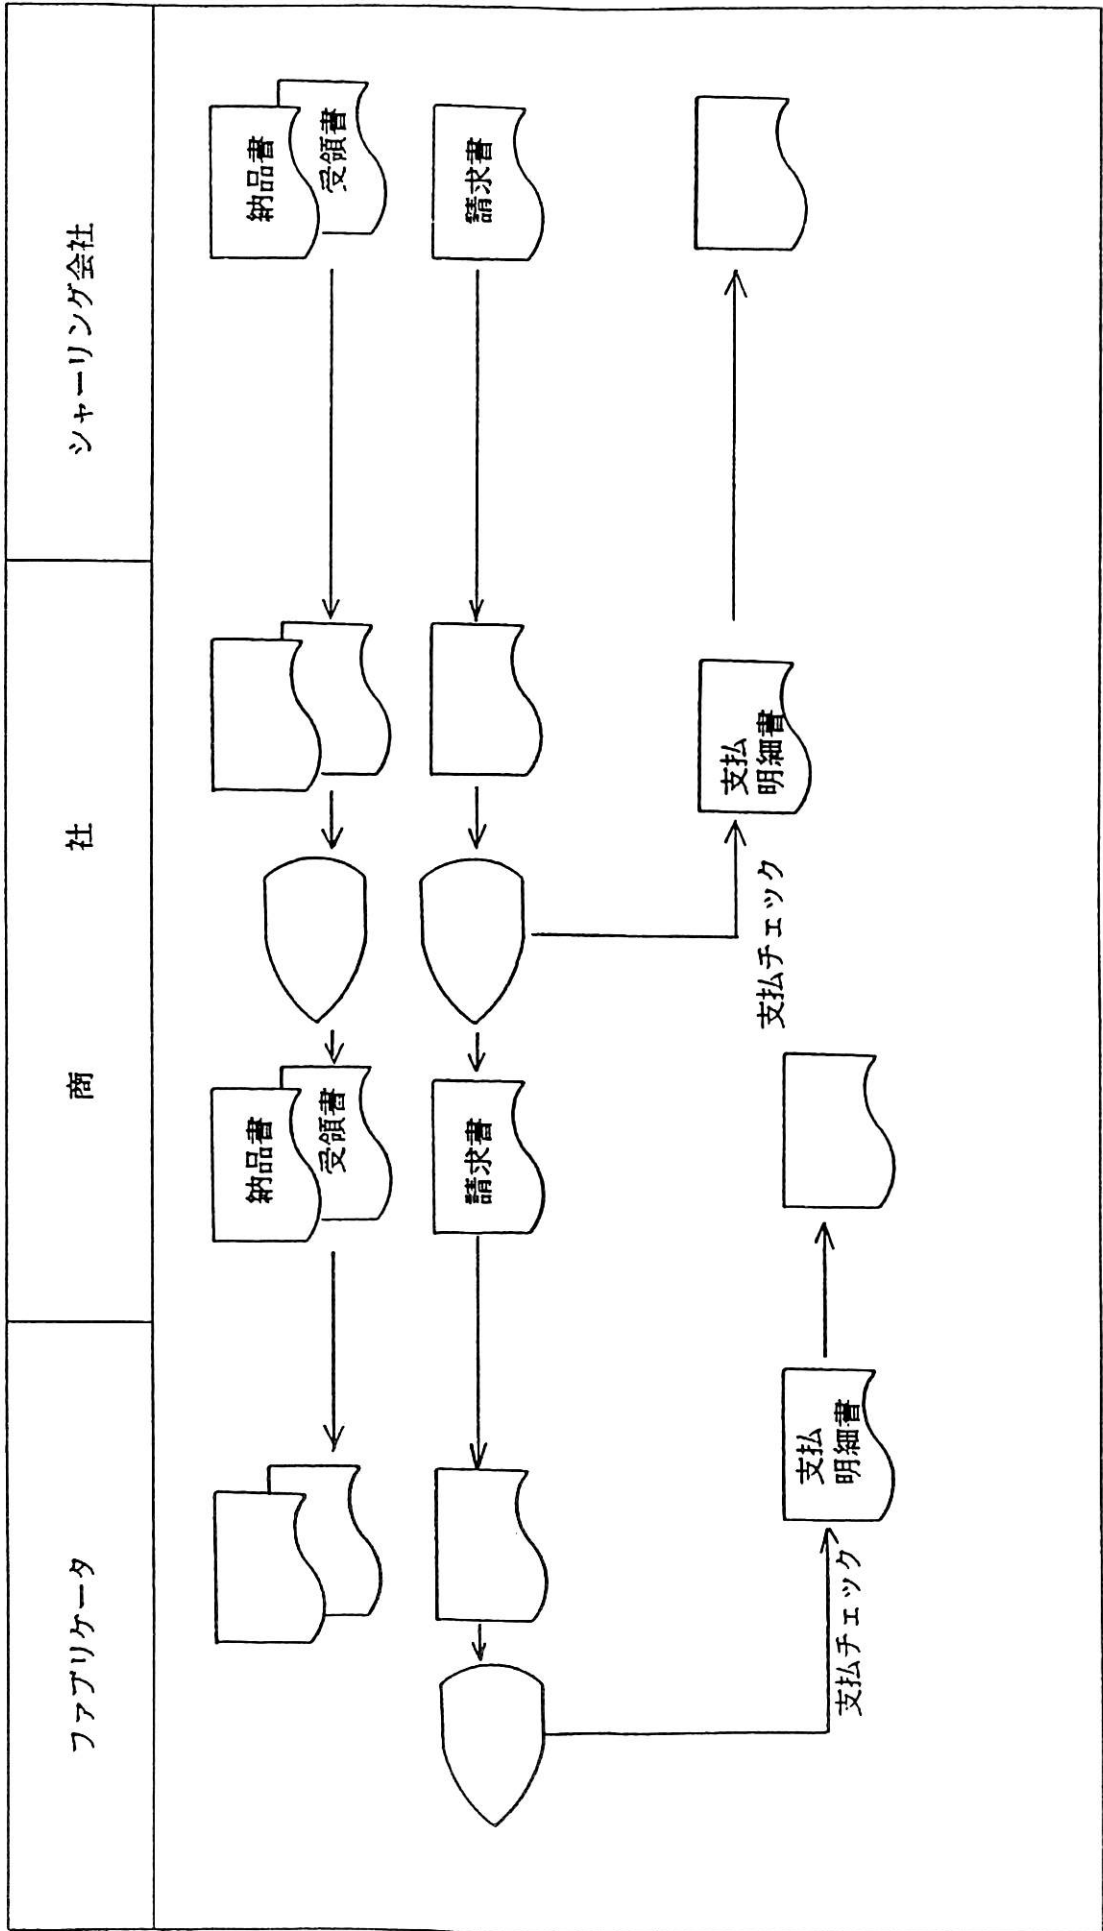 ファブリケータ
商社
シャーリング会社
納品書
受領書
納品書
受領書
請求書
請求書
支払
明細書
支払チェック
支払
明細書
支払チェック